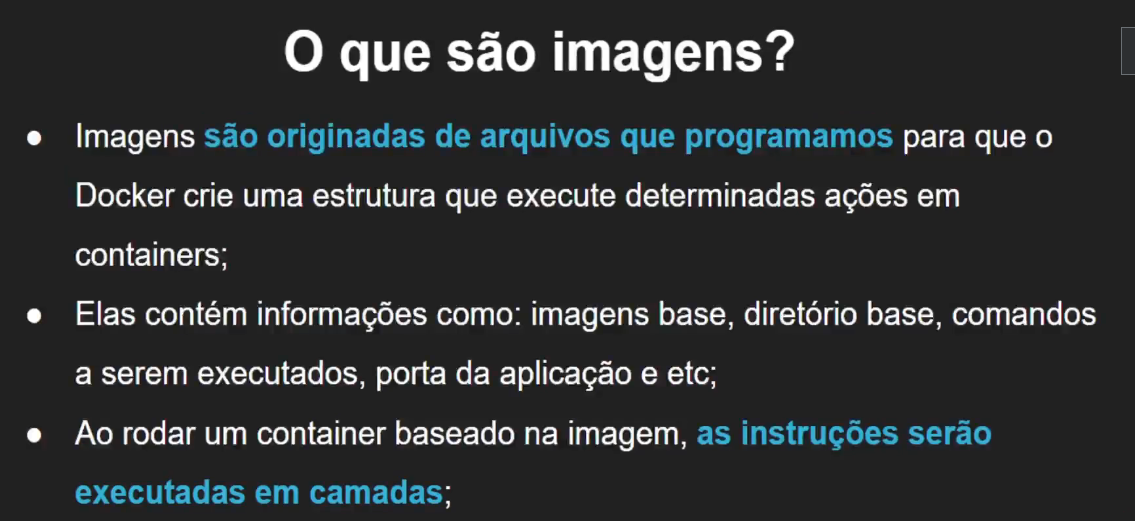 O que são imagens?
● Imagens são originadas de arquivos que programamos para que o
Docker crie uma estrutura que execute determinadas ações em
containers;
● Elas contém informações como: imagens base, diretório base, comandos
a serem executados, porta da aplicação e etc;
● Ao rodar um container baseado na imagem, as instruções serão
executadas em camadas;